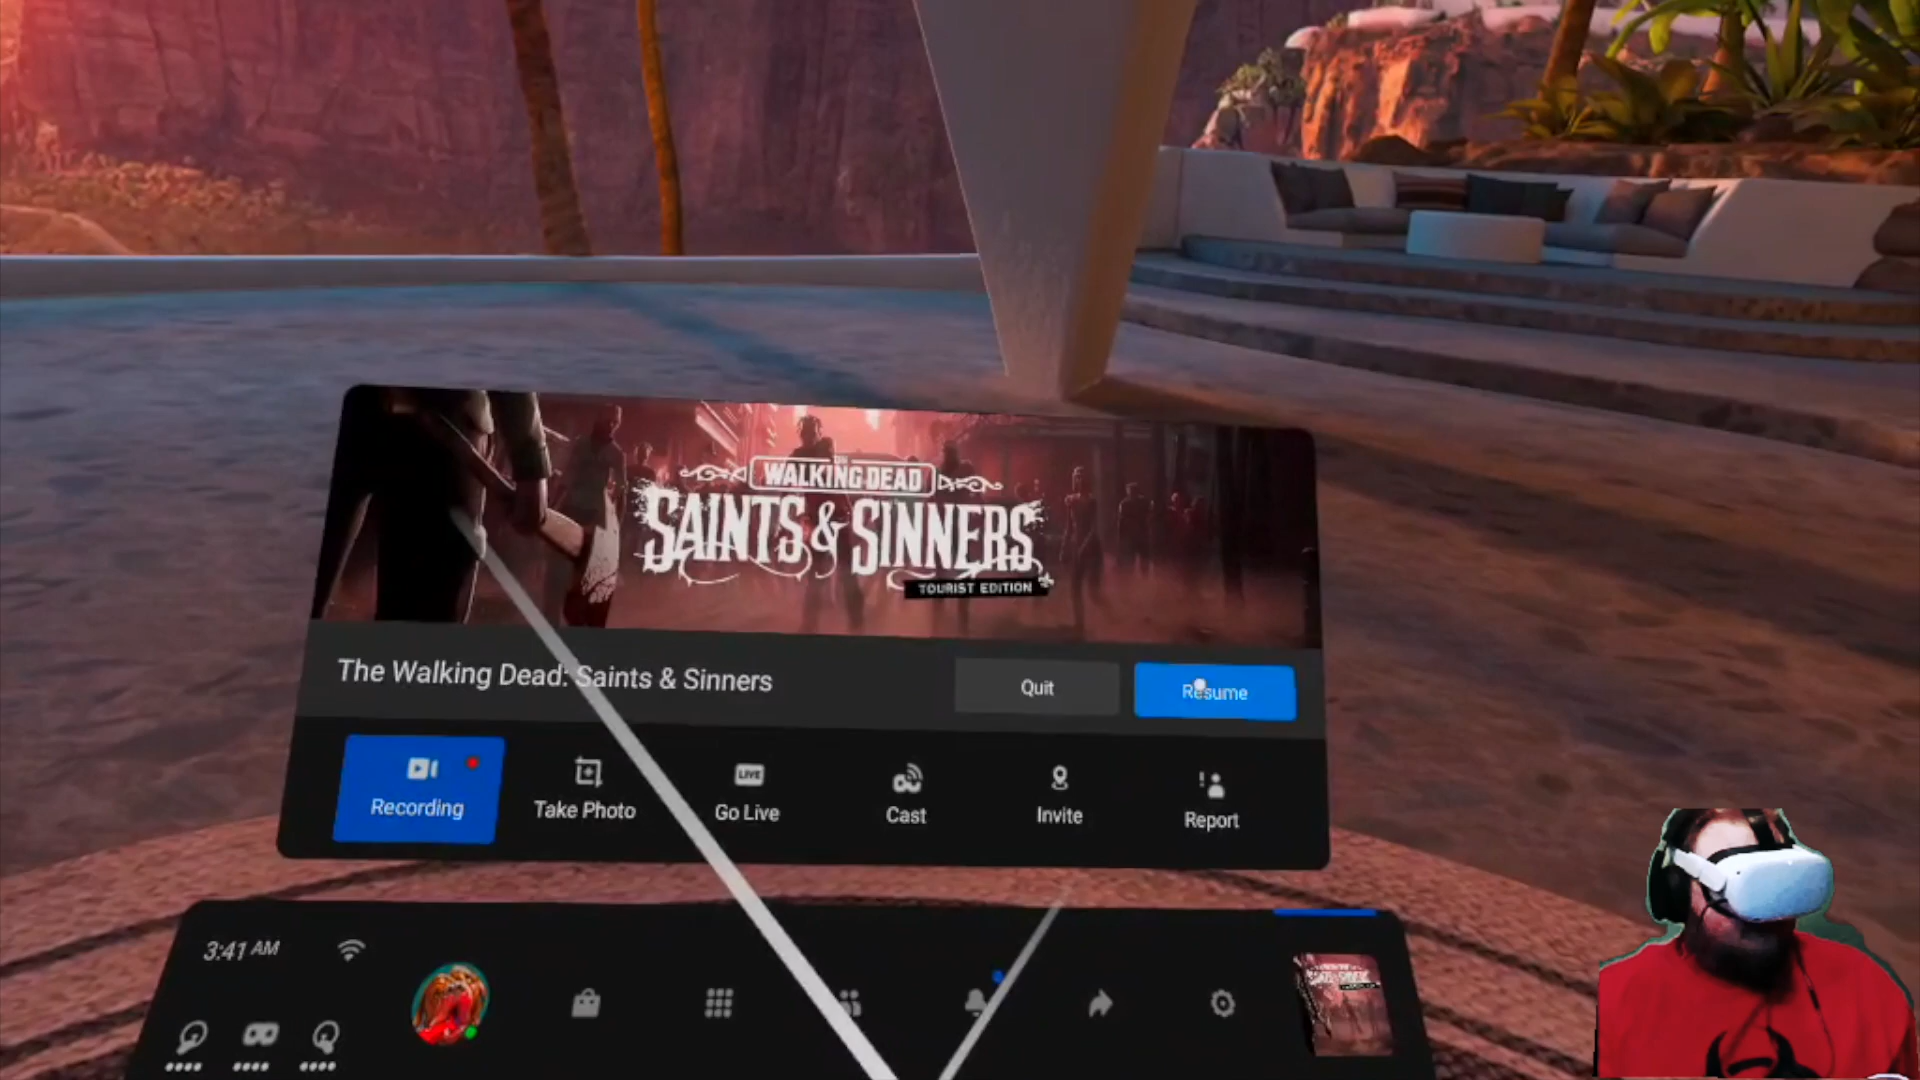 THE
WALKING DEAD
SAINTS & SINNERS
TOURIST EDITION
The Walking Dead: Saints & Sinners
Quit
Resume
Recording
Take Photo
LIVE
Go Live
Cast
Invite
Report
3:41 AM